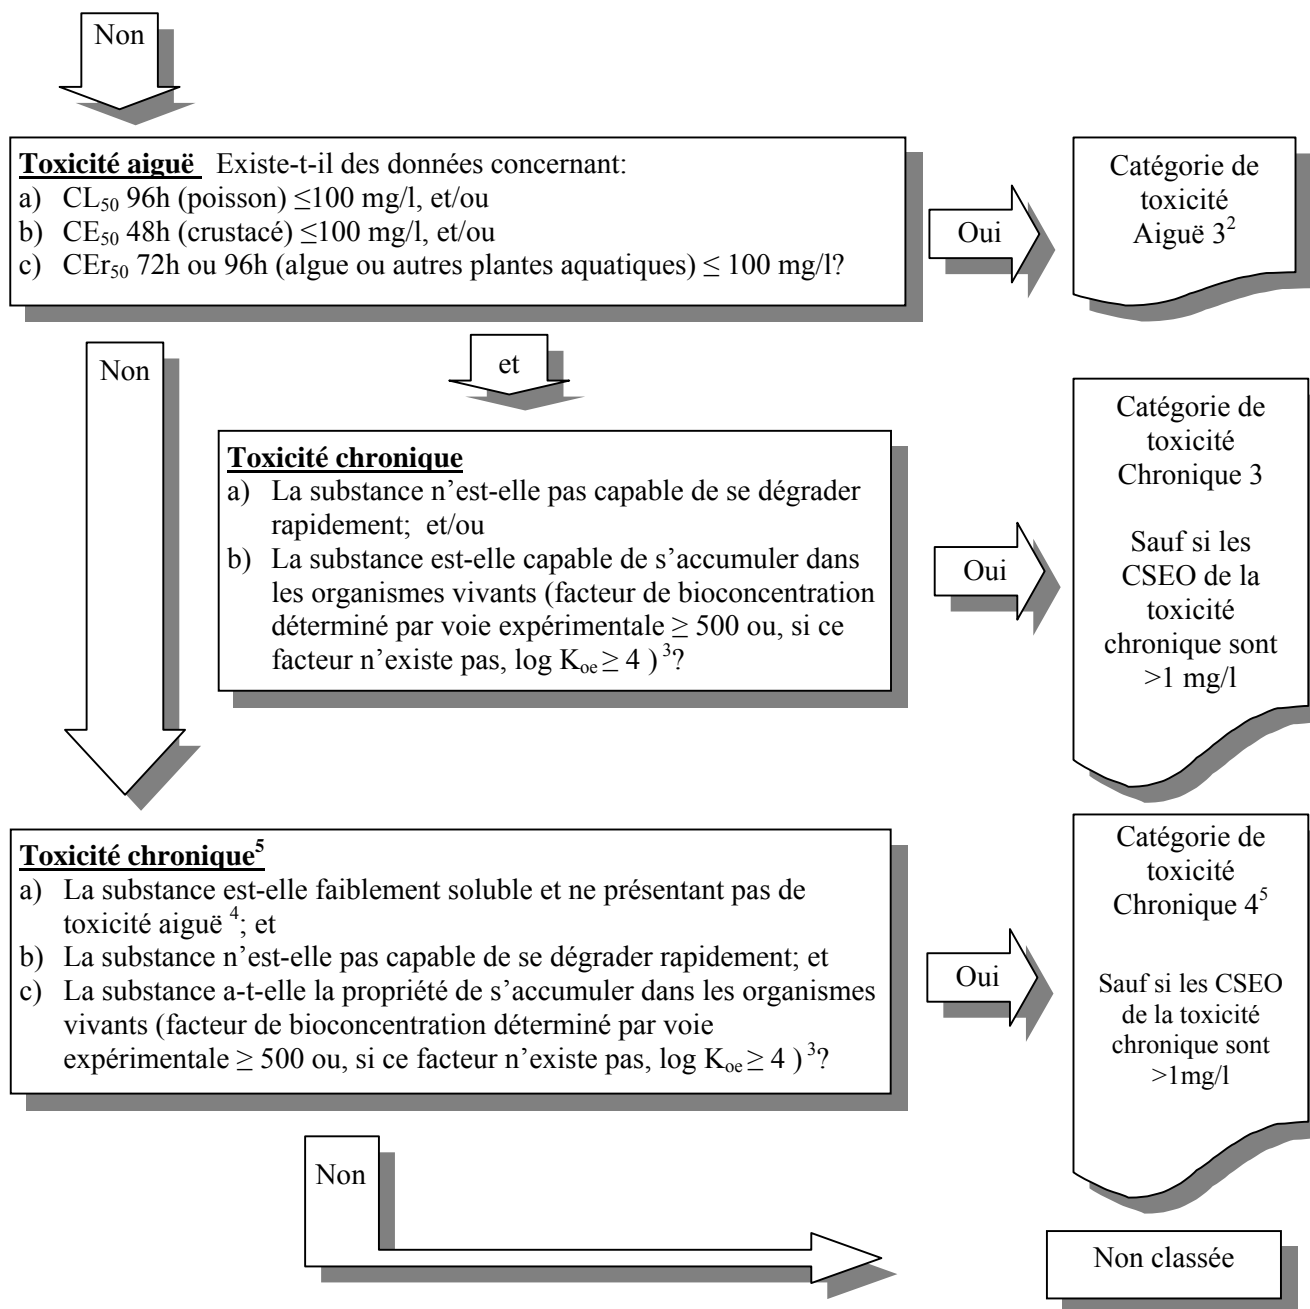 Non
Toxicité aiguë Existe-t-il des données concernant:
a) CL50 96h (poisson) ≤100 mg/l, et/ou
b) CE50 48h (crustacé) ≤100 mg/l, et/ou
c) CEr50 72h ou 96h (algue ou autres plantes aquatiques) ≤ 100 mg/l?
Oui
Catégorie de
toxicité
Aiguë 3²
Non
et
Toxicité chronique
a) La substance n’est-elle pas capable de se dégrader
rapidement; et/ou
b) La substance est-elle capable de s’accumuler dans
les organismes vivants (facteur de bioconcentration
déterminé par voie expérimentale ≥ 500 ou, si ce
facteur n’existe pas, log Koe ≥ 4 )³?
Oui
Catégorie de
toxicité
Chronique 3
Sauf si les
CSEO de la
toxicité
chronique sont
>1 mg/l
Toxicité chronique⁵
a) La substance est-elle faiblement soluble et ne présentant pas de
toxicité aiguë ⁴; et
b) La substance n’est-elle pas capable de se dégrader rapidement; et
c) La substance a-t-elle la propriété de s’accumuler dans les organismes
vivants (facteur de bioconcentration déterminé par voie
expérimentale ≥ 500 ou, si ce facteur n’existe pas, log Koe ≥ 4 )³?
Oui
Catégorie de
toxicité
Chronique 4⁵
Sauf si les CSEO
de la toxicité
chronique sont
>1mg/l
Non
Non classée